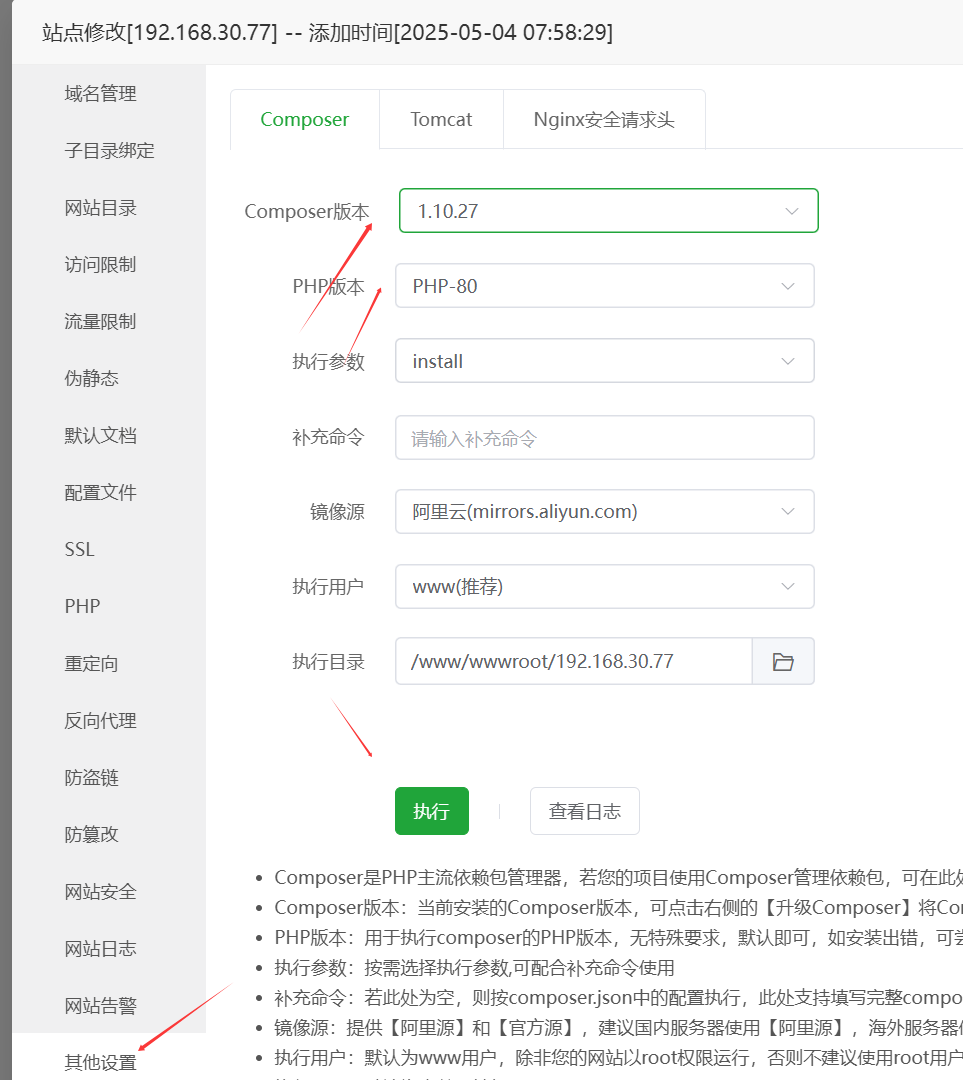 站点修改[192.168.30.77] -- 添加时间[2025-05-04 07:58:29]
域名管理
子目录绑定
网站目录
访问限制
流量限制
伪静态
默认文档
配置文件
SSL
PHP
重定向
反向代理
防盗链
防篡改
网站安全
网站日志
网站告警
其他设置
Composer
Tomcat
Nginx安全请求头
Composer版本 1.10.27
PHP版本 PHP-80
执行参数 install
补充命令 请输入补充命令
镜像源 阿里云(mirrors.aliyun.com)
执行用户 www(推荐)
执行目录 /www/wwwroot/192.168.30.77
执行
查看日志
Composer是PHP主流依赖包管理器，若您的项目使用Composer管理依赖包，可在此处
Composer版本：当前安装的Composer版本，可点击右侧的【升级Composer】将Com
PHP版本：用于执行composer的PHP版本，无特殊要求，默认即可，如安装出错，可尝
执行参数：按需选择执行参数,可配合补充命令使用
补充命令：若此处为空，则按composer.json中的配置执行，此处支持填写完整compo
镜像源：提供【阿里源】和【官方源】，建议国内服务器使用【阿里源】，海外服务器使
执行用户：默认为www用户，除非您的网站以root权限运行，否则不建议使用root用户